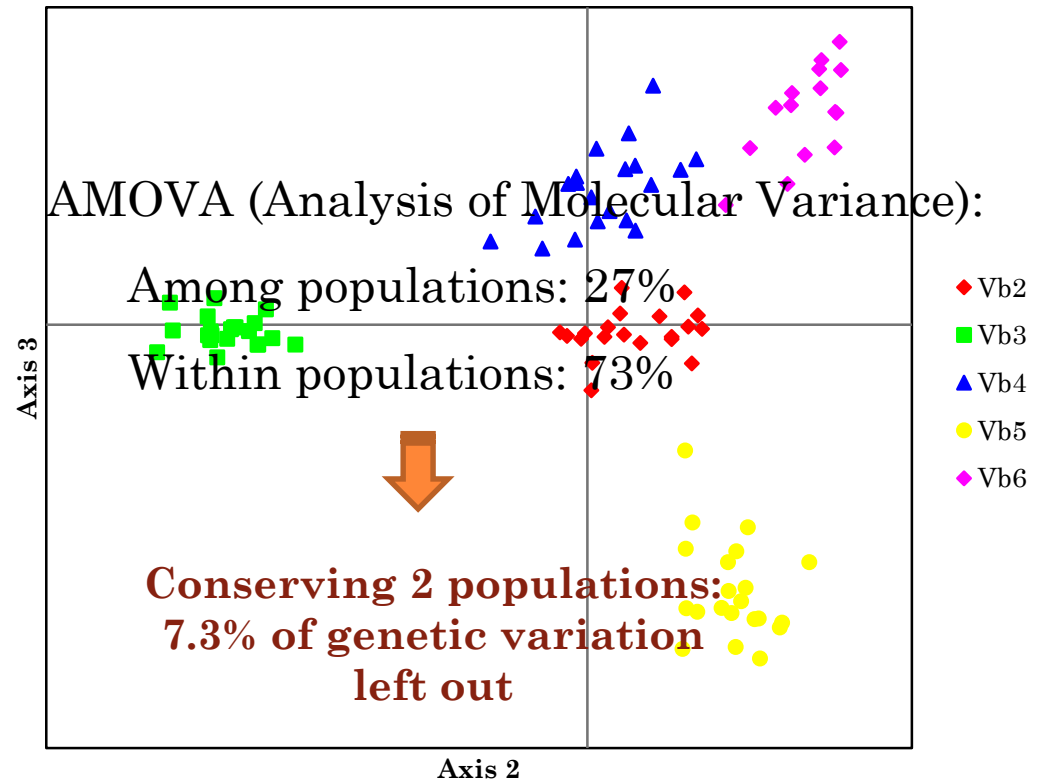 AMOVA (Analysis of Molecular Variance):
Among populations: 27%
Within populations: 73%
Conserving 2 populations:
7.3% of genetic variation
left out
Axis 3
Axis 2
Vb2
Vb3
Vb4
Vb5
Vb6